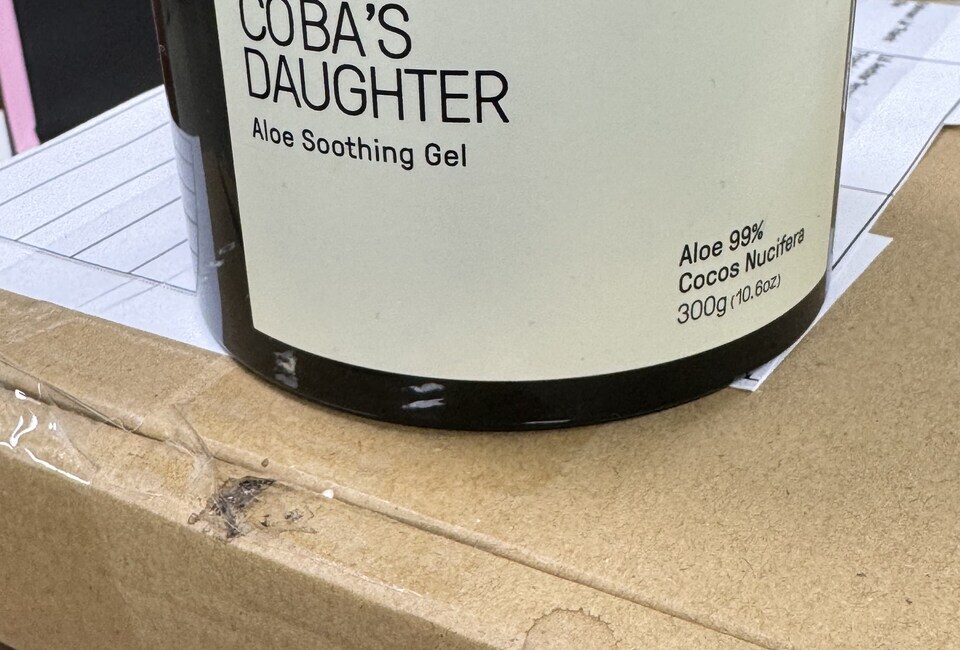 COBA'S
DAUGHTER
Aloe Soothing Gel
Aloe 99%
Cocos Nucifera
300g (10.6oz)